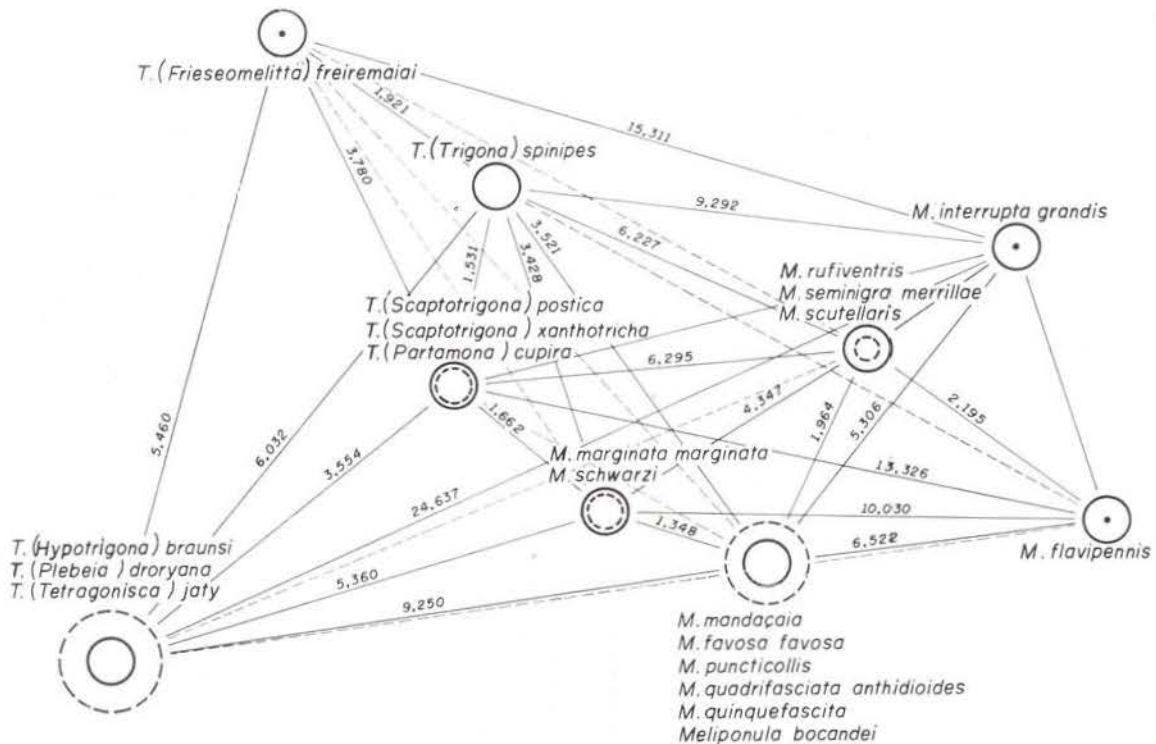 T.(Frieseomelitta) freiremaiai
1,921
15,311
3,780
T.(Trigona) spinipes
9,292
M. interrupta grandis
3,521
6,227
1,531
3,428
M. rufiventris
M. seminigra merrillae
M. scutellaris
T.(Scaptotrigona) postica
T.(Scaptotrigona) xanthotricha
T.(Partamona) cupira
6,295
5,460
6,032
3,554
1,662
4,347
1,964
5,306
2,195
M. marginata marginata
M. schwarzi
13,326
24,637
10,030
1,348
6,522
M. flavipennis
T.(Hypotrigona) braunsi
T.(Plebeia) droryana
T.(Tetragonisca) jaty
5,360
9,250
M. mandaçaia
M. favosa favosa
M. puncticollis
M. quadrifasciata anthidioides
M. quinquefascita
Meliponula bocandei